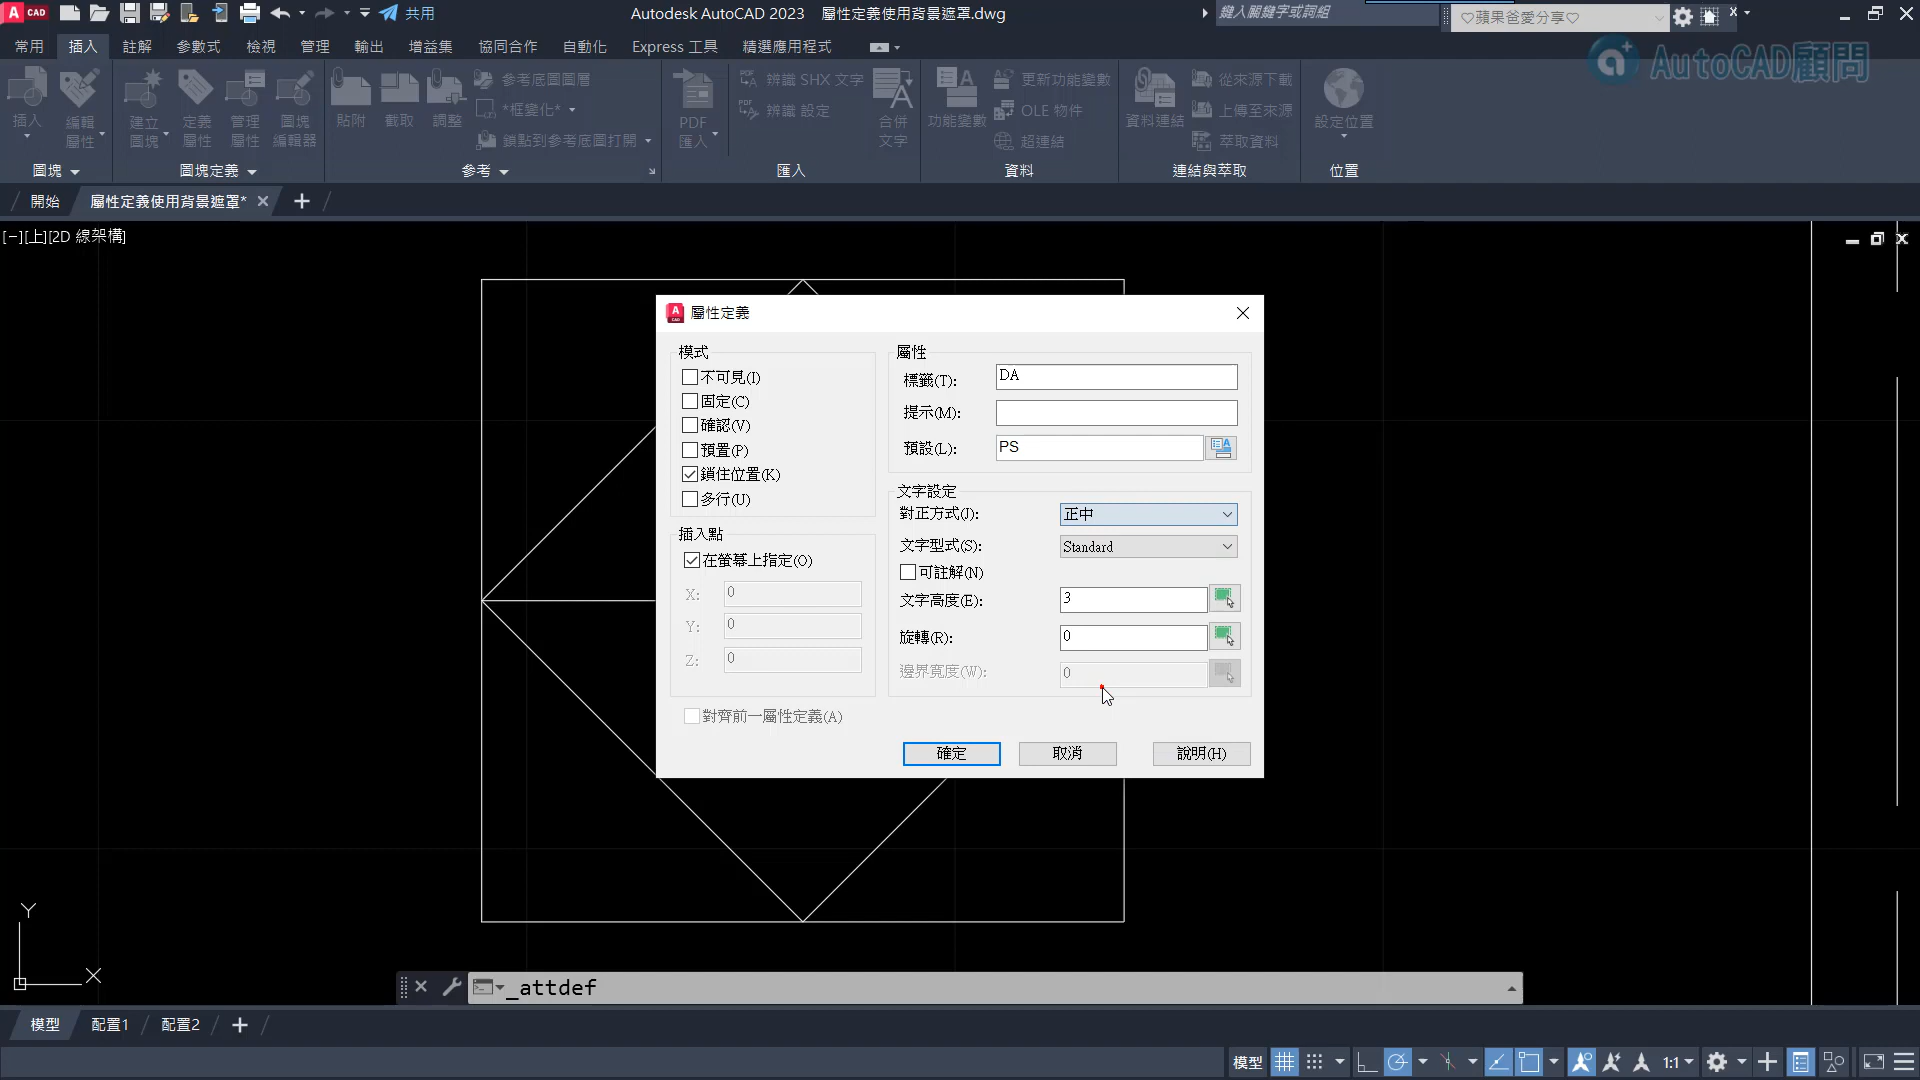 A CAD 共用 Autodesk AutoCAD 2023 屬性定義使用背景遮罩.dwg 鍵入關鍵字或詞組 ♡蘋果爸愛分享♡
常用 插入 註解 參數式 檢視 管理 輸出 增益集 協同合作 自動化 Express 工具 精選應用程式
AutoCAD顧問
參考底圖圖層 辨識 SHX 文字 更新功能變數 從來源下載
*框變化* 辨識 設定 OLE 物件 上傳至來源
插入 編輯屬性 建立圖塊 定義屬性 管理屬性 圖塊編輯器 貼附 截取 調整 鎖點到參考底圖打開 PDF匯入 合併文字 功能變數 超連結 資料連結 萃取資料 設定位置
圖塊 圖塊定義 參考 匯入 資料 連結與萃取 位置
開始 屬性定義使用背景遮罩* +
[−][上][2D 線架構]
屬性定義
模式
不可見(I)
固定(C)
確認(V)
預置(P)
鎖住位置(K)
多行(U)
插入點
在螢幕上指定(O)
X: 0
Y: 0
Z: 0
對齊前一屬性定義(A)
屬性
標籤(T): DA
提示(M):
預設(L): PS
文字設定
對正方式(J): 正中
文字型式(S): Standard
可註解(N)
文字高度(E): 3
旋轉(R): 0
邊界寬度(W): 0
確定 取消 說明(H)
Y
X
_attdef
模型 配置1 配置2 +
模型 1:1